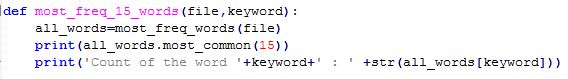 def most_freq_15_words(file,keyword):
    all_words=most_freq_words(file)
    print(all_words.most_common(15))
    print('Count of the word '+keyword+' : ' +str(all_words[keyword]))